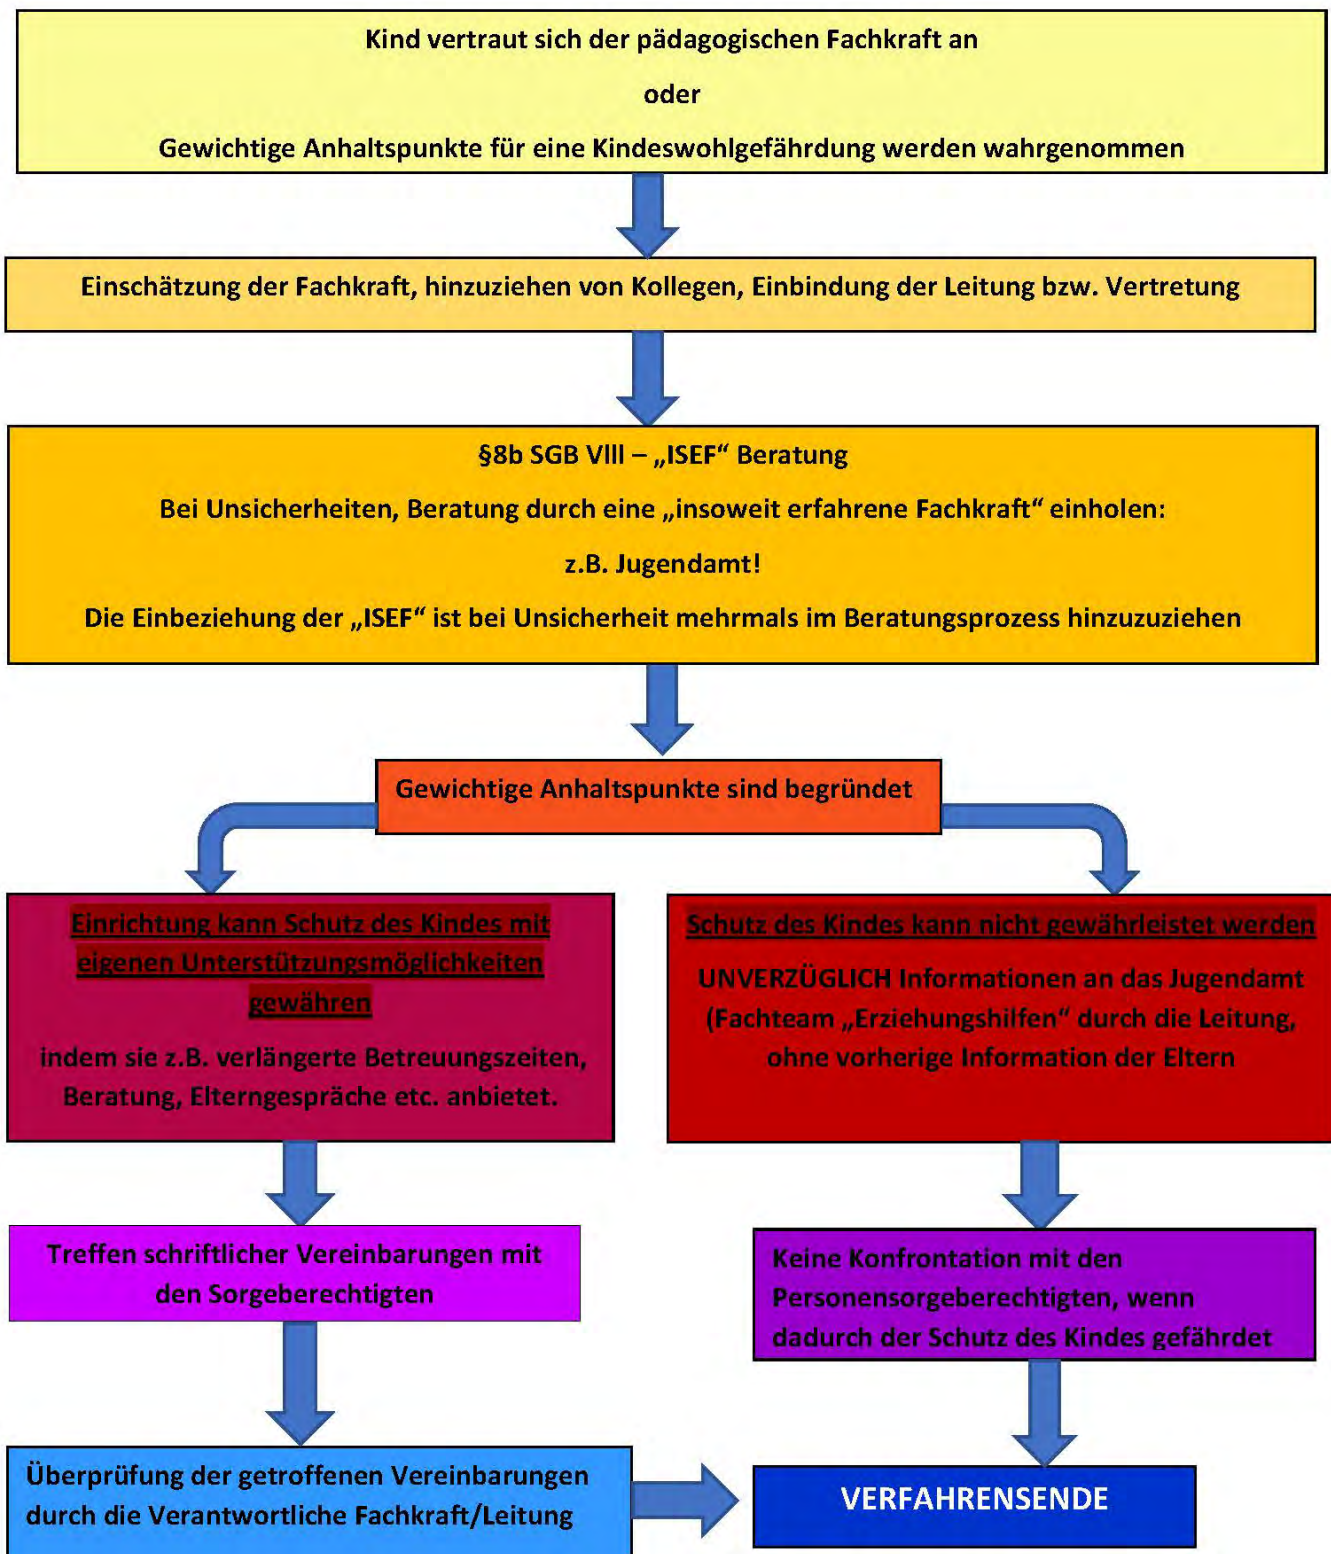 Kind vertraut sich der pädagogischen Fachkraft an
oder
Gewichtige Anhaltspunkte für eine Kindeswohlgefährdung werden wahrgenommen
Einschätzung der Fachkraft, hinzuziehen von Kollegen, Einbindung der Leitung bzw. Vertretung
§8b SGB VIII – „ISEF“ Beratung
Bei Unsicherheiten, Beratung durch eine „insoweit erfahrene Fachkraft“ einholen:
z.B. Jugendamt!
Die Einbeziehung der „ISEF“ ist bei Unsicherheit mehrmals im Beratungsprozess hinzuzuziehen
Gewichtige Anhaltspunkte sind begründet
Einrichtung kann Schutz des Kindes mit
eigenen Unterstützungsmöglichkeiten
gewähren
indem sie z.B. verlängerte Betreuungszeiten,
Beratung, Elterngespräche etc. anbietet.
Schutz des Kindes kann nicht gewährleistet werden
UNVERZÜGLICH Informationen an das Jugendamt
(Fachteam „Erziehungshilfen“ durch die Leitung,
ohne vorherige Information der Eltern
Treffen schriftlicher Vereinbarungen mit
den Sorgeberechtigten
Keine Konfrontation mit den
Personensorgeberechtigten, wenn
dadurch der Schutz des Kindes gefährdet
Überprüfung der getroffenen Vereinbarungen
durch die Verantwortliche Fachkraft/Leitung
VERFAHRENSENDE